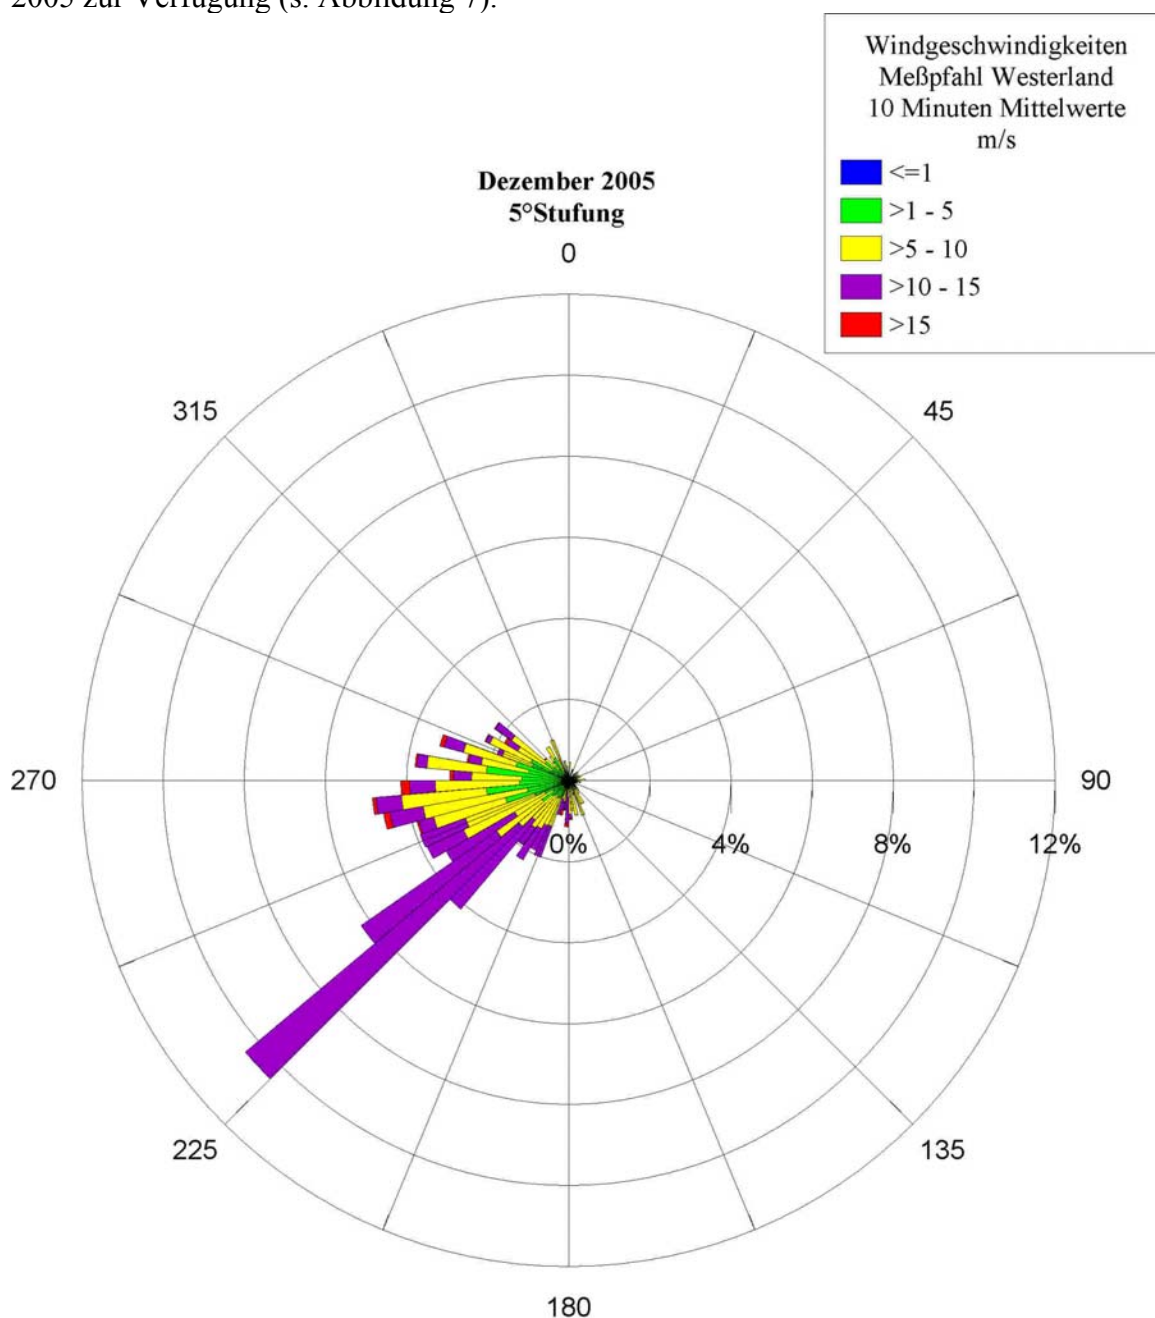 2005 zur Verfügung (s. Abbildung 7).
Windgeschwindigkeiten
Meßpfahl Westerland
10 Minuten Mittelwerte
m/s
<=1
>1 - 5
>5 - 10
>10 - 15
>15
Dezember 2005
5°Stufung
0
315
45
270
90
0%
4%
8%
12%
225
135
180